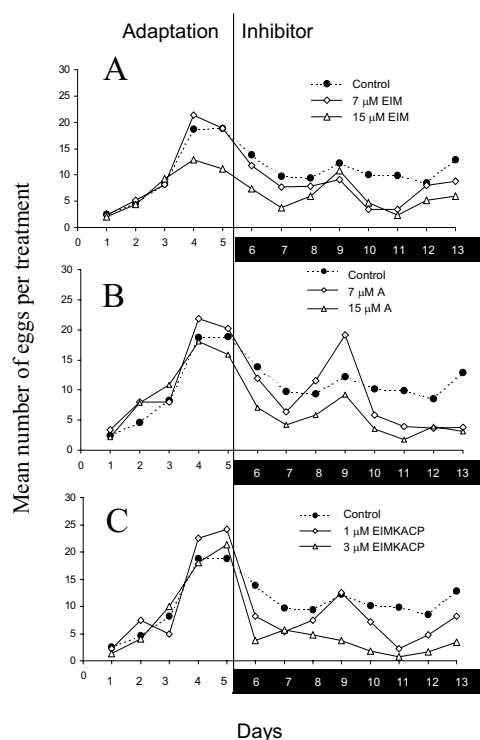 Adaptation Inhibitor
A
Control
7 µM EIM
15 µM EIM
30
25
20
15
10
5
0
0 1 2 3 4 5 6 7 8 9 10 11 12 13
Mean number of eggs per treatment
B
Control
7 µM A
15 µM A
30
25
20
15
10
5
0
0 1 2 3 4 5 6 7 8 9 10 11 12 13
C
Control
1 µM EIMKACP
3 µM EIMKACP
30
25
20
15
10
5
0
0 1 2 3 4 5 6 7 8 9 10 11 12 13
Days